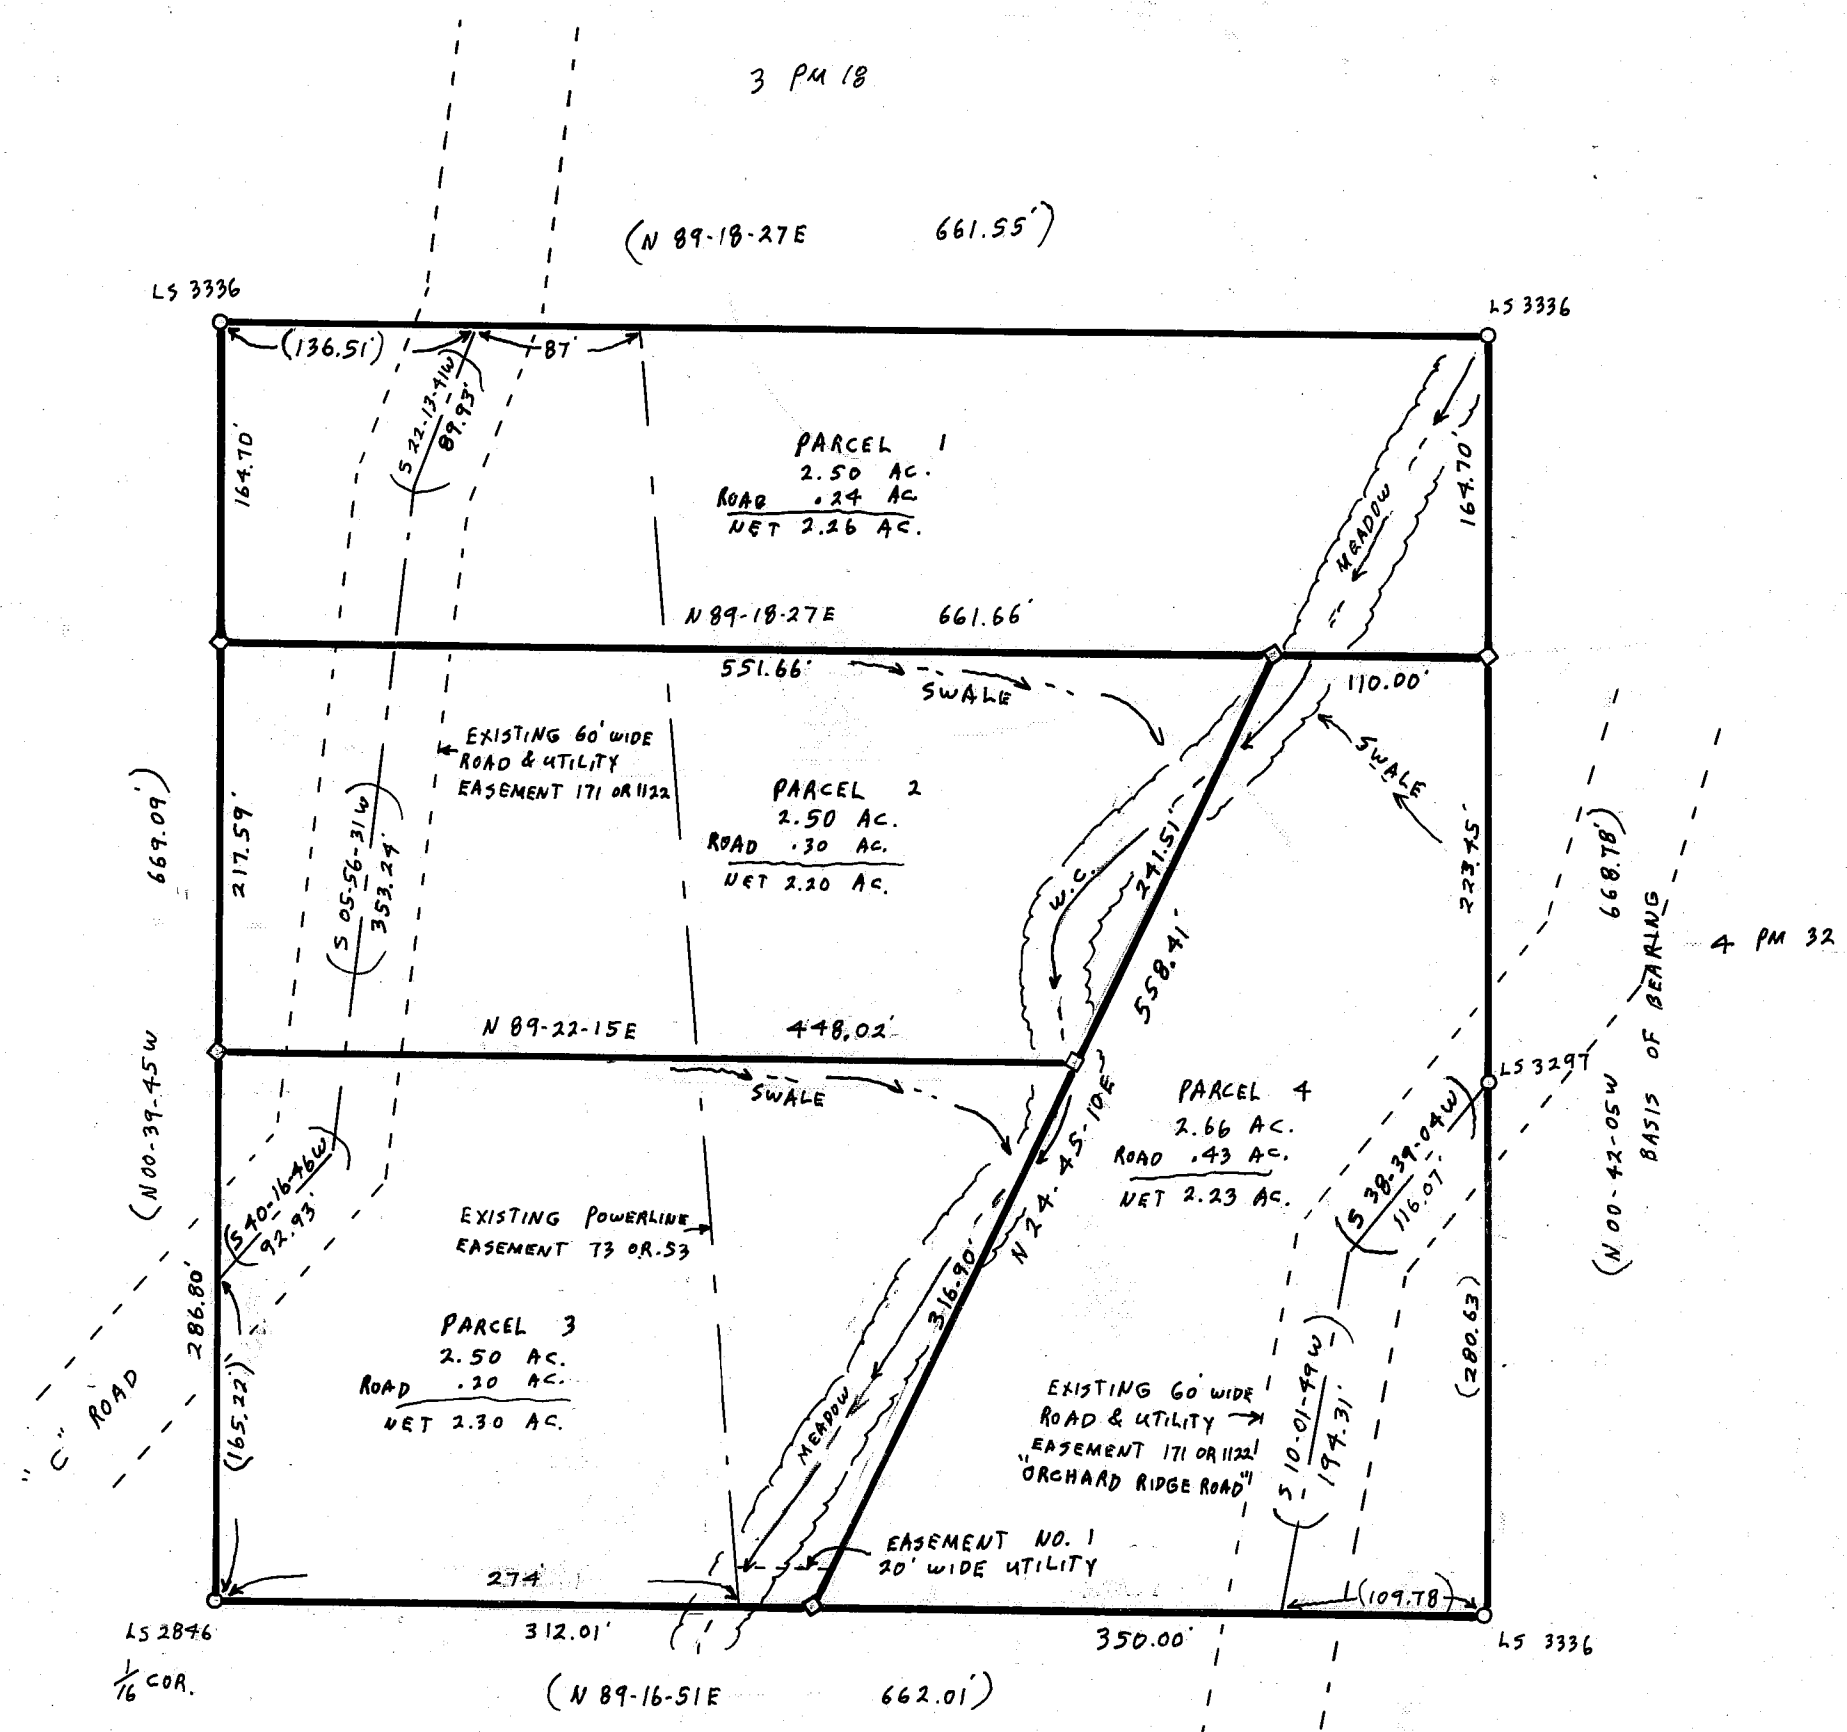 3 PM 18
(N 89-18-27E 661.55')
LS 3336
LS 3336
(136.51')
87'
(S 22-13-41W)
89.93'
164.70'
PARCEL 1
2.50 AC.
ROAD .24 AC.
NET 2.26 AC.
MEADOW
164.70'
N 89-18-27E 661.66'
551.66'
SWALE
110.00'
SWALE
EXISTING 60' WIDE
ROAD & UTILITY
EASEMENT 171 OR 1122
PARCEL 2
2.50 AC.
ROAD .30 AC.
NET 2.20 AC.
(N 00-39-45W 669.09')
217.59'
(S 05-56-31W)
353.24'
W.C.
241.51'
558.41'
N 24-45-10E
223.45'
(N 00-42-05W 668.78')
BASIS OF BEARING
4 PM 32
N 89-22-15E 448.02'
SWALE
LS 3297
PARCEL 4
2.66 AC.
ROAD .43 AC.
NET 2.23 AC.
(S 38-39-04W)
116.07'
(S 40-16-46W)
92.93'
EXISTING POWERLINE
EASEMENT 73 OR.53
286.80'
316.90'
(280.63)
PARCEL 3
2.50 AC.
ROAD .20 AC.
NET 2.30 AC.
"C" ROAD
(165.22')
MEADOW
EXISTING 60' WIDE
ROAD & UTILITY
EASEMENT 171 OR 1122
"ORCHARD RIDGE ROAD"
(S 10-01-49W)
194.31'
EASEMENT NO. 1
20' WIDE UTILITY
274'
(109.78)
LS 2846
1/16 COR.
312.01'
350.00'
LS 3336
(N 89-16-51E 662.01')